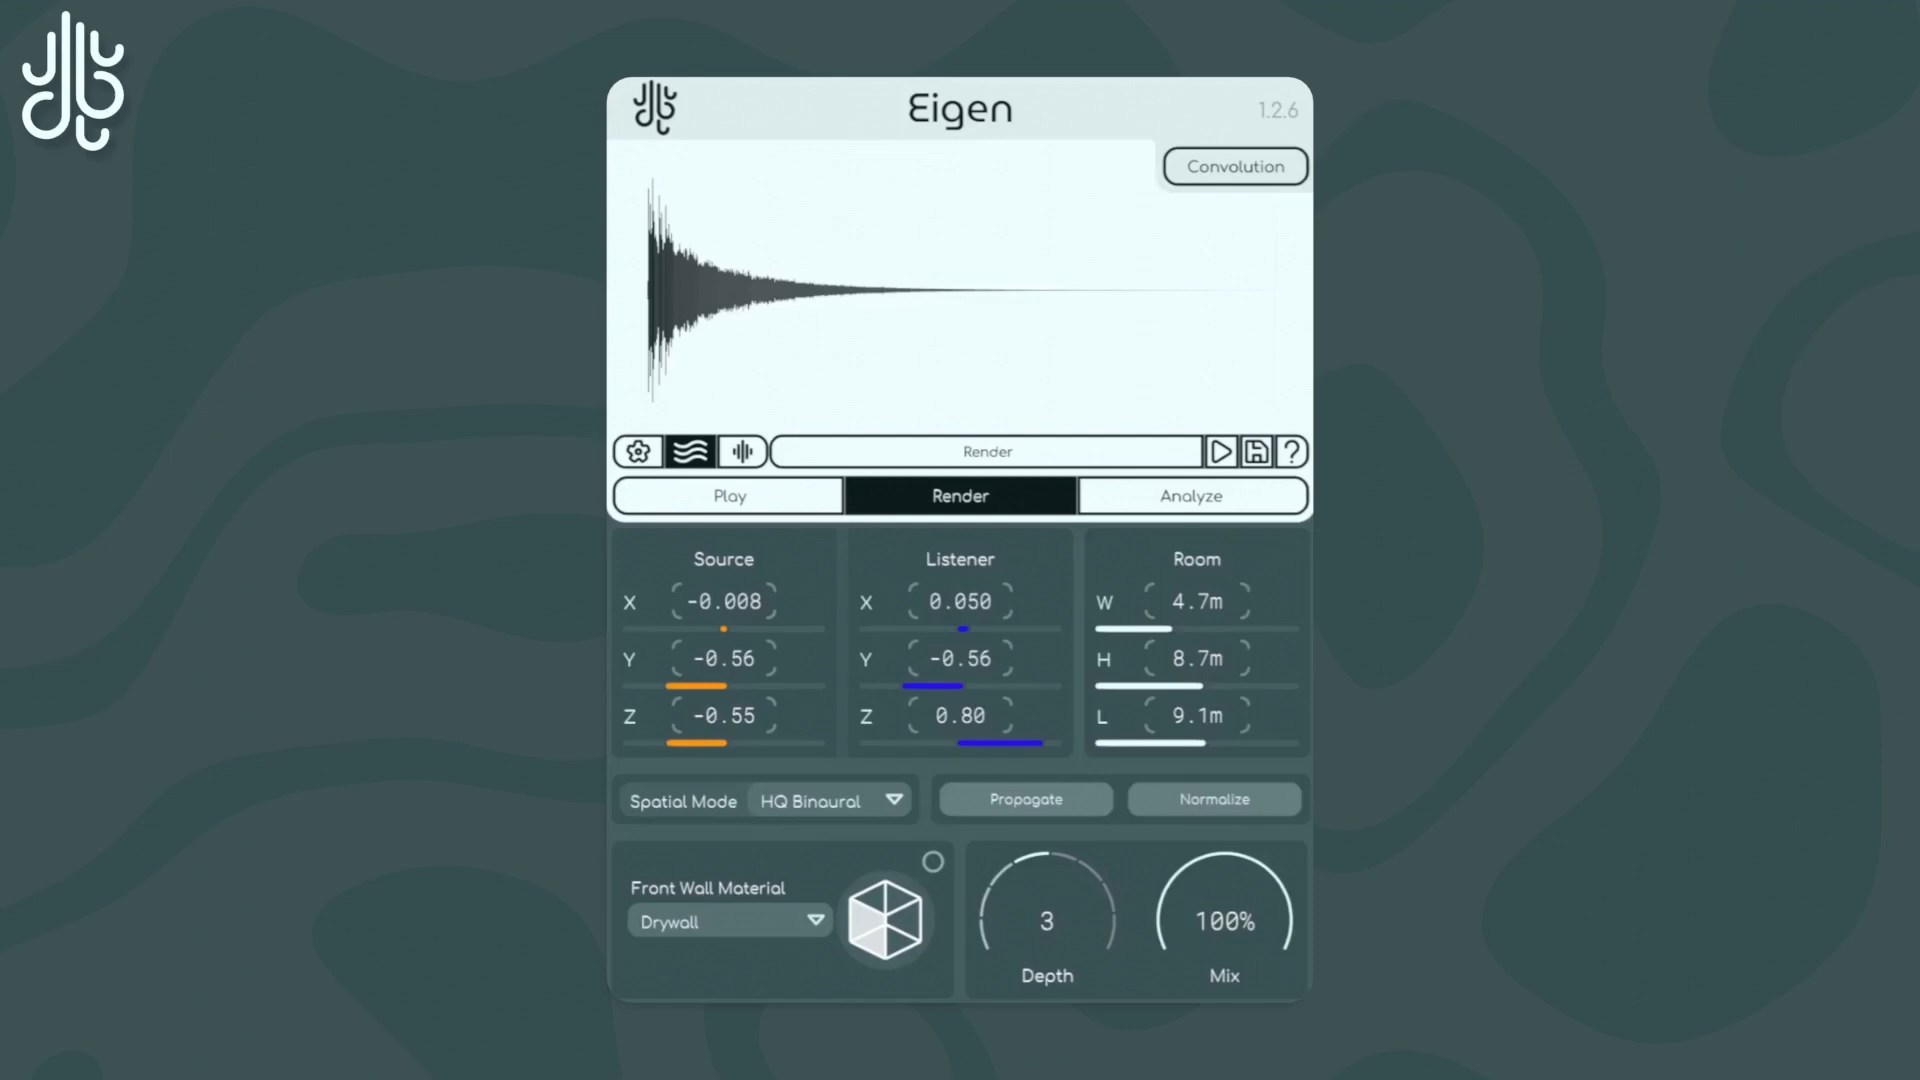 Eigen
1.2.6
Convolution
Render
?
Play
Render
Analyze
Source
X
-0.008
Y
-0.56
Z
-0.55
Listener
X
0.050
Y
-0.56
Z
0.80
Room
W
4.7m
H
8.7m
L
9.1m
Spatial Mode
HQ Binaural
Propagate
Normalize
Front Wall Material
Drywall
3
Depth
100%
Mix